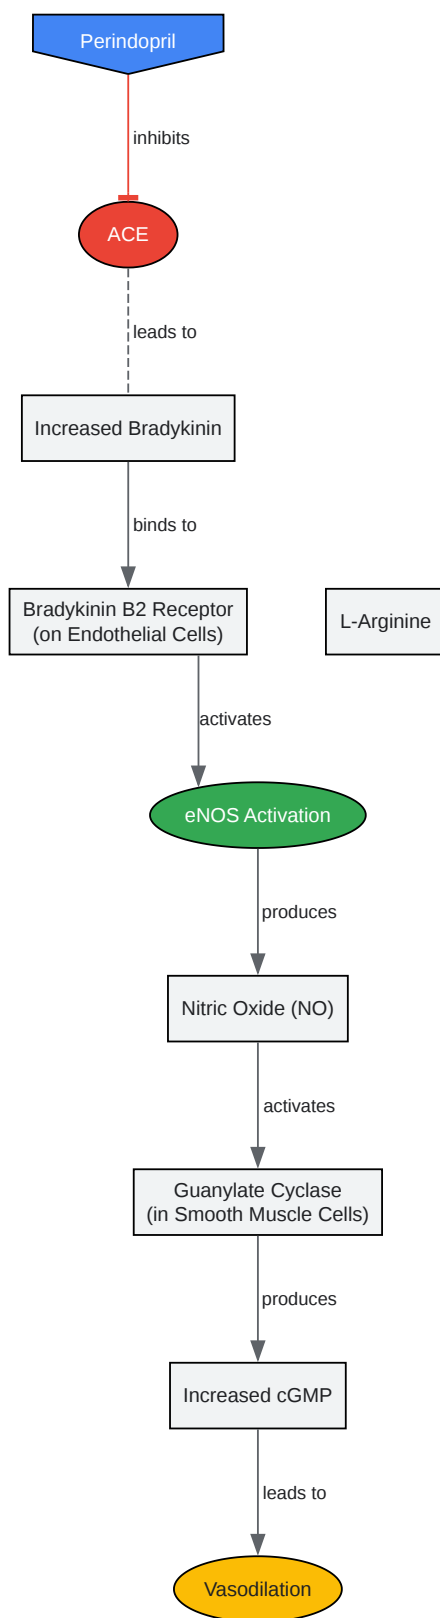 Perindopril
inhibits
ACE
leads to
Increased Bradykinin
binds to
Bradykinin B2 Receptor
(on Endothelial Cells)
L-Arginine
activates
eNOS Activation
produces
Nitric Oxide (NO)
activates
Guanylate Cyclase
(in Smooth Muscle Cells)
produces
Increased cGMP
leads to
Vasodilation